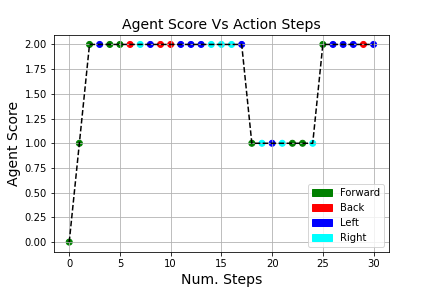 Agent Score Vs Action Steps
2.00
1.75
1.50
1.25
1.00
0.75
0.50
0.25
0.00
Agent Score
Forward
Back
Left
Right
0 5 10 15 20 25 30
Num. Steps